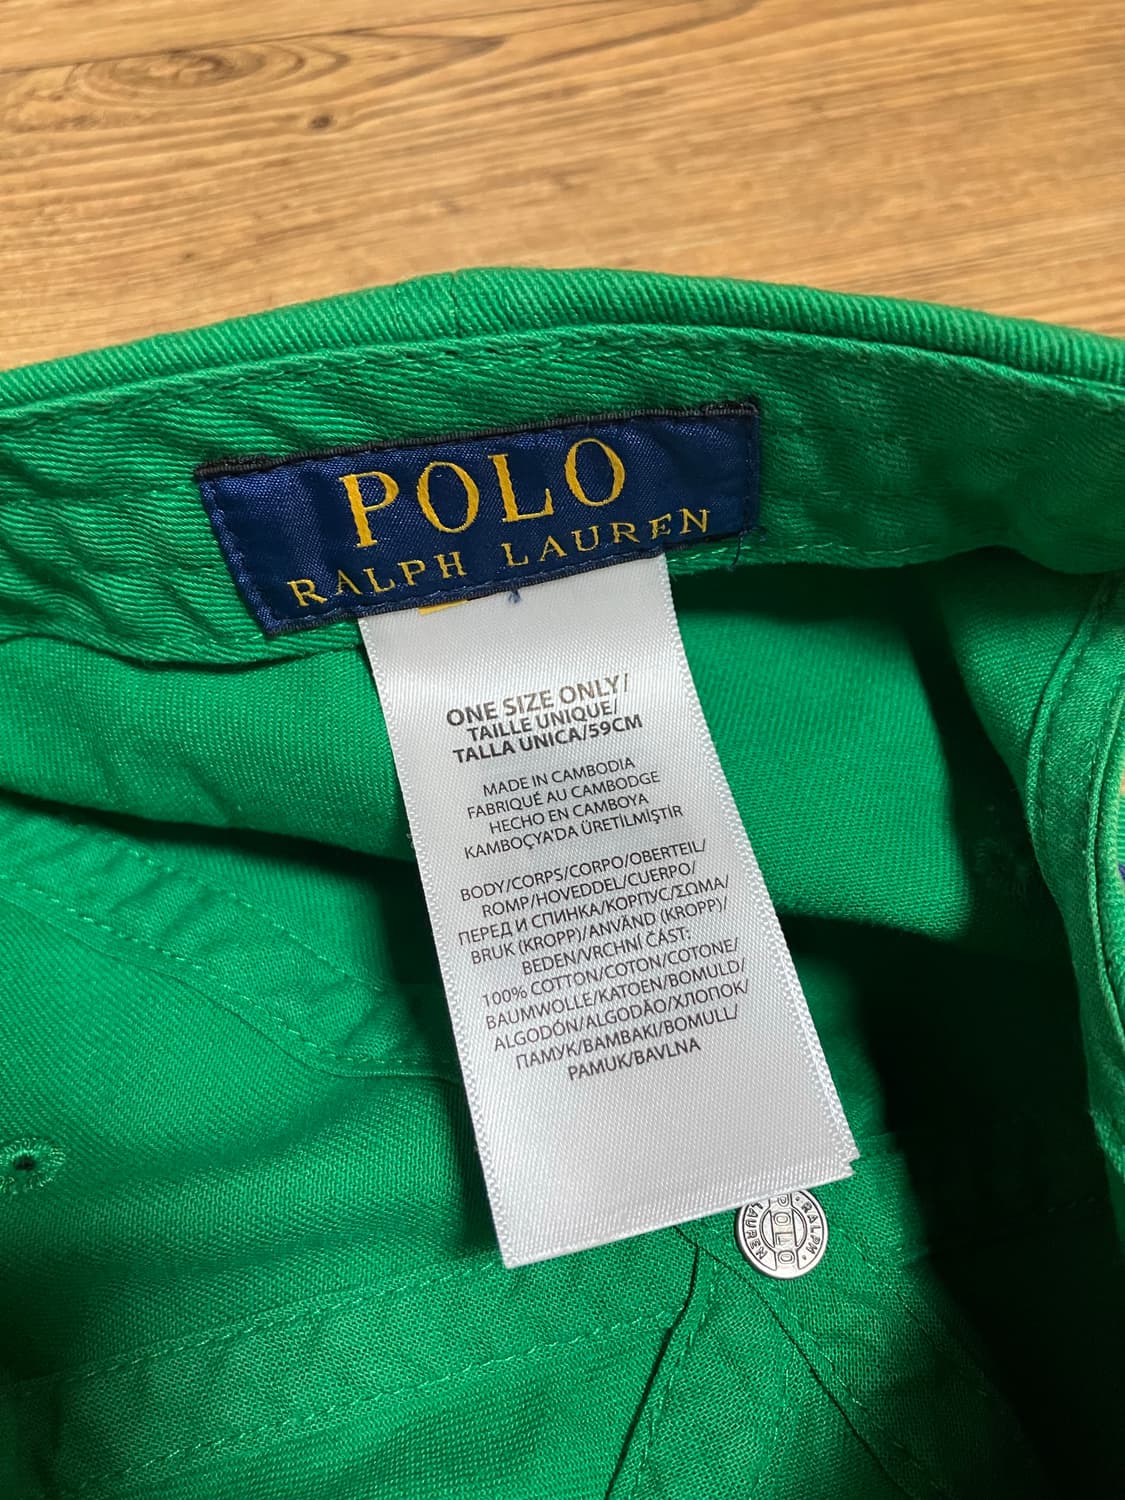 POLO
RALPH LAUREN
ONE SIZE ONLY/
TAILLE UNIQUE/
TALLA UNICA/59CM
MADE IN CAMBODIA
FABRIQUÉ AU CAMBODGE
HECHO EN CAMBOYA
KAMBOÇYA'DA ÜRETİLMİŞTİR
BODY/CORPS/CORPO/OBERTEIL/
ROMP/HOVEDDEL/CUERPO/
ПЕРЕД И СПИНКА/КОРПУС/ΣΩΜΑ/
BRUK (KROPP)/ANVÄND (KROPP)/
BEDEN/VRCHNÍ ČÁST:
100% COTTON/COTON/COTONE/
BAUMWOLLE/KATOEN/BOMULD/
ALGODÓN/ALGODÃO/ХЛОПОК/
ПАМУК/BAMBAKI/BOMULL/
PAMUK/BAVLNA
POLO
RALPH LAUREN